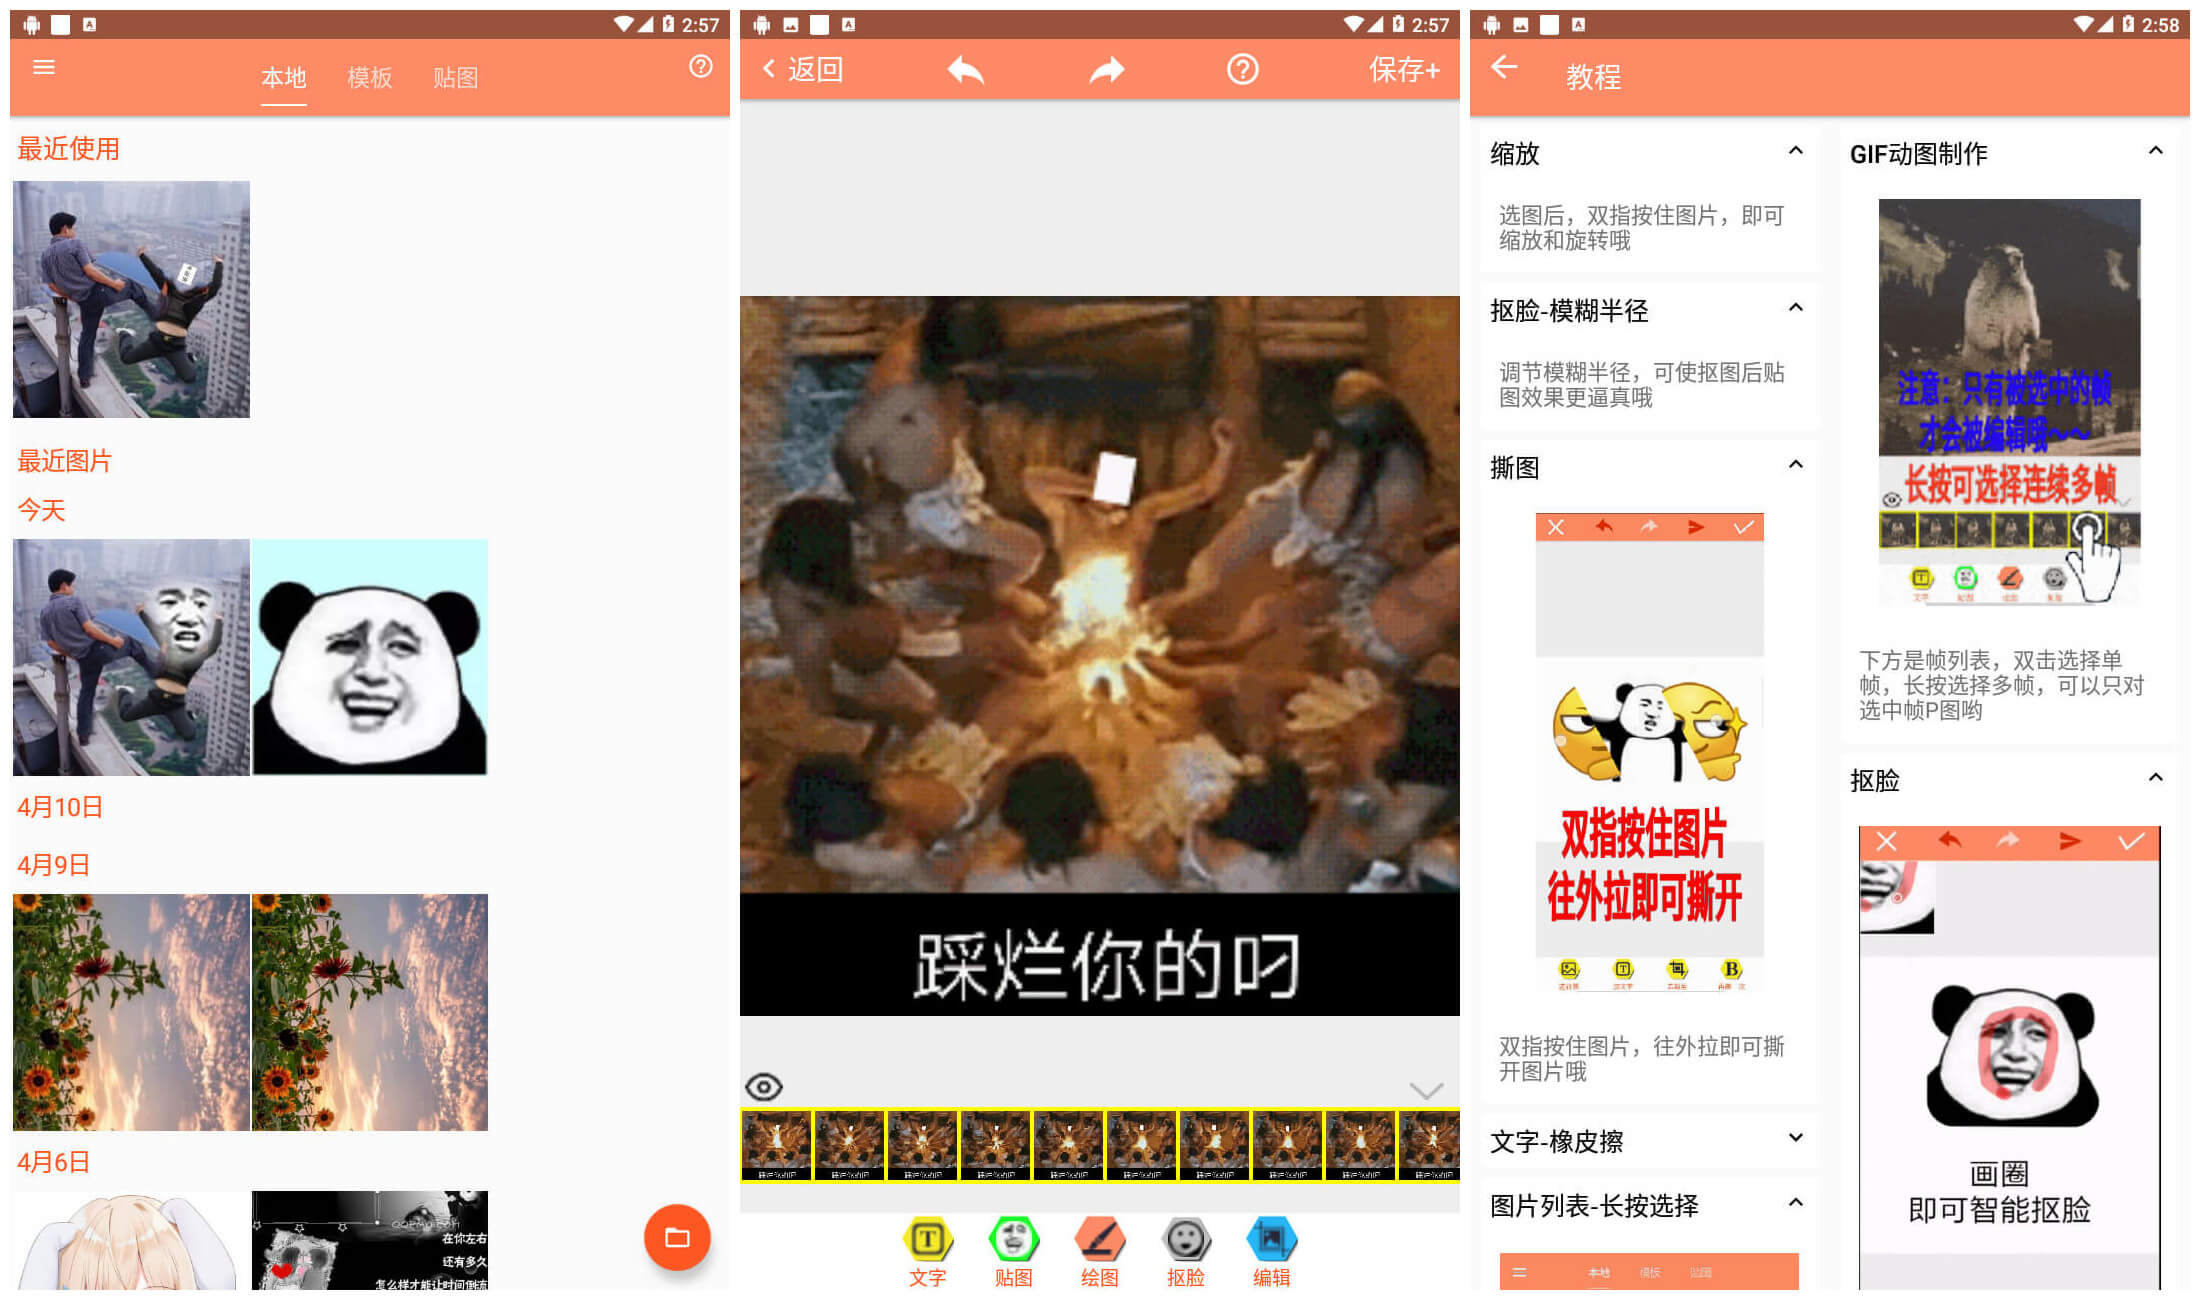 2:57
本地 模板 贴图
最近使用
最近图片
今天
4月10日
4月9日
4月6日
在你左右
还有多久
怎么样才能让时间倒流
2:57
返回
保存+
踩烂你的叼
文字 贴图 绘图 抠脸 编辑
2:58
教程
缩放
选图后，双指按住图片，即可
缩放和旋转哦
抠脸-模糊半径
调节模糊半径，可使抠图后贴
图效果更逼真哦
撕图
双指按住图片
往外拉即可撕开
双指按住图片，往外拉即可撕
开图片哦
文字-橡皮擦
图片列表-长按选择
本地 模板 贴图
GIF动图制作
注意：只有被选中的帧
才会被编辑哦~~
长按可选择连续多帧
下方是帧列表，双击选择单
帧，长按选择多帧，可以只对
选中帧P图哟
抠脸
画圈
即可智能抠脸